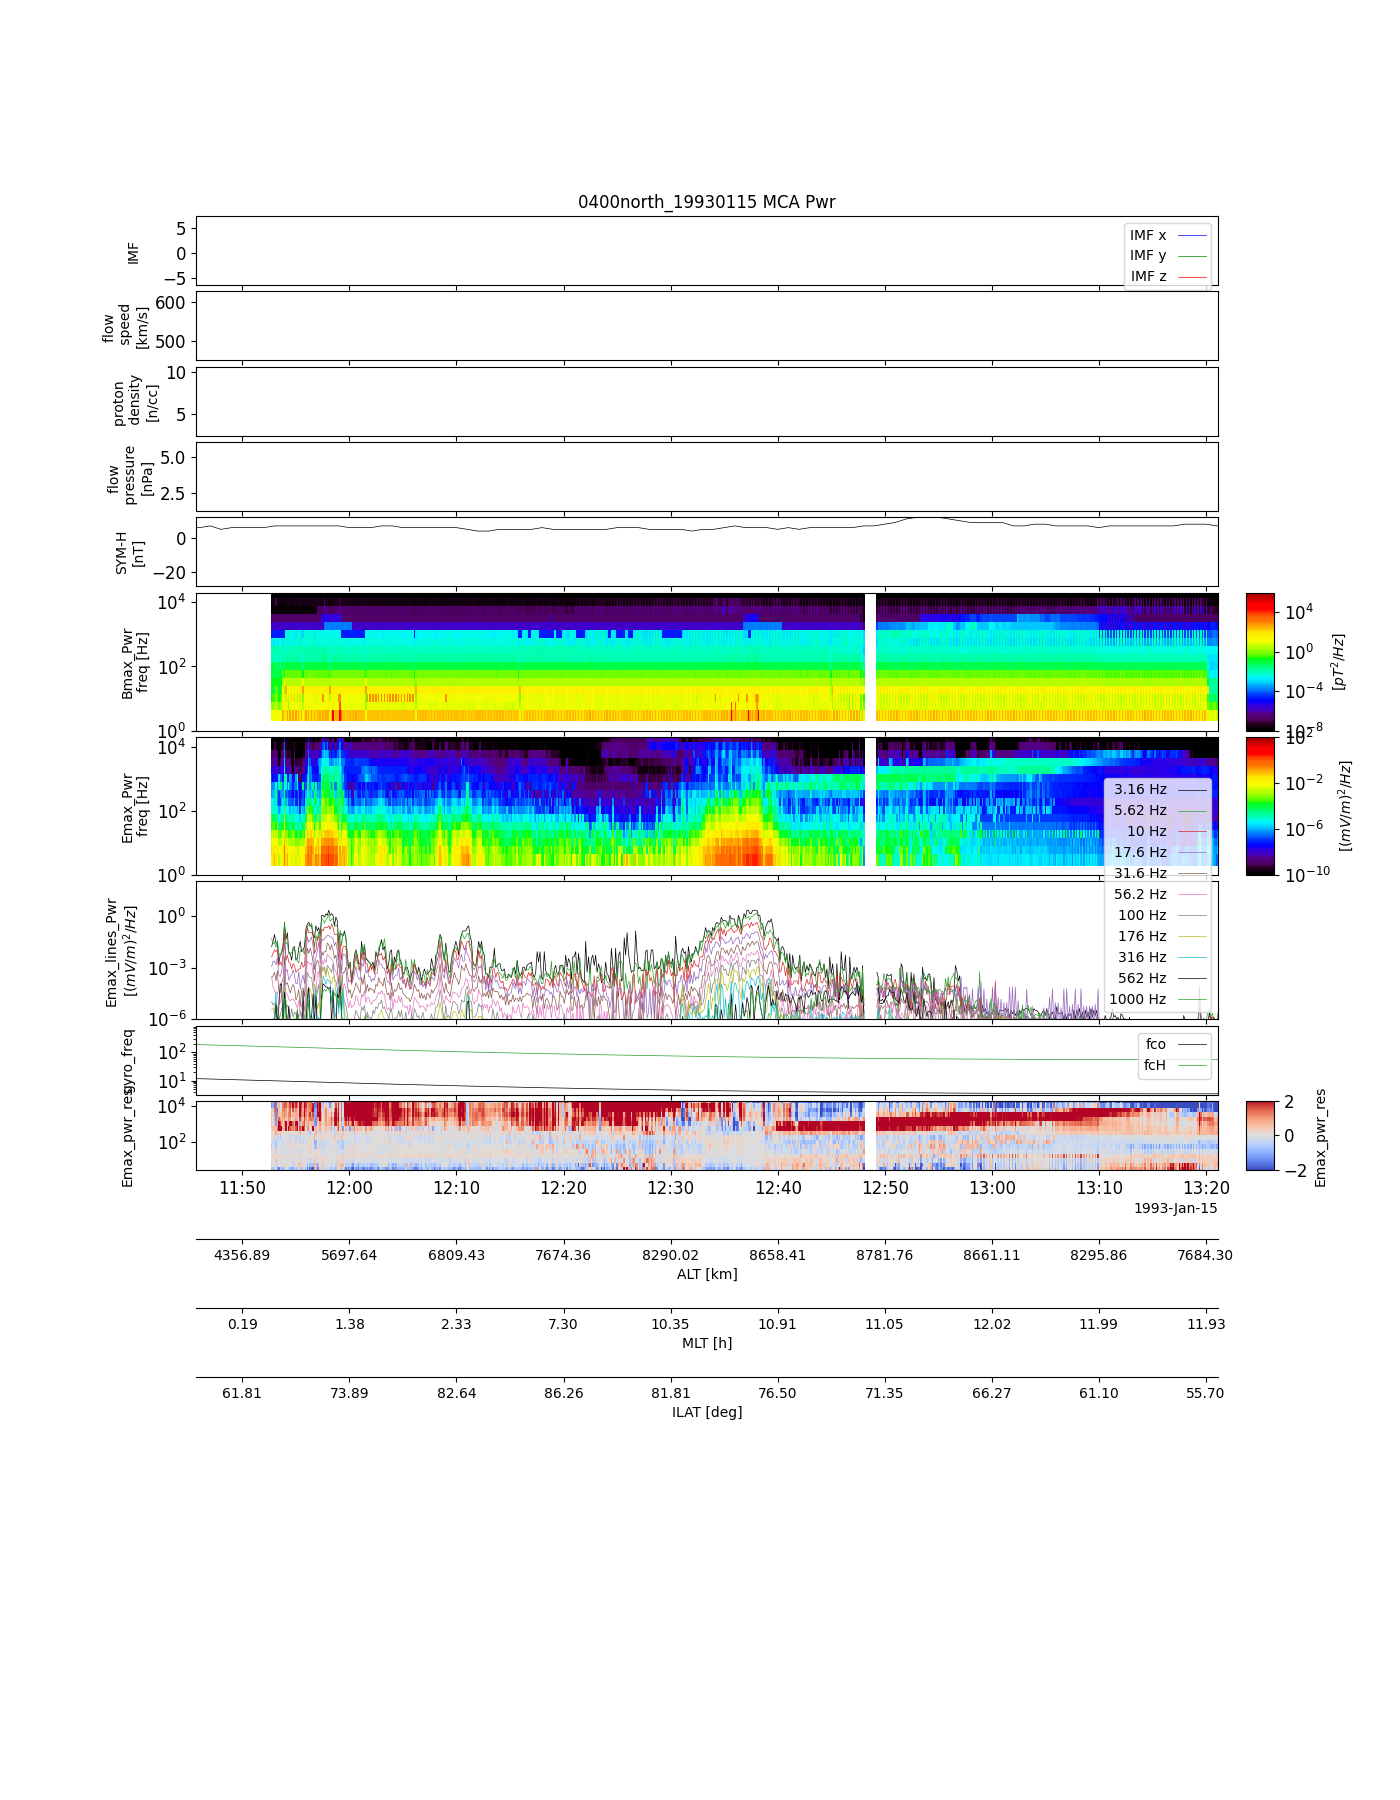 0400north_19930115 MCA Pwr
IMF
5
0
−5
IMF x
IMF y
IMF z
flow
speed
[km/s]
600
500
proton
density
[n/cc]
10
5
flow
pressure
[nPa]
5.0
2.5
SYM-H
[nT]
0
−20
Bmax_Pwr
freq [Hz]
10^4
10^2
10^0
10^4
10^0
10^-4
10^-8
[pT^2/Hz]
Emax_Pwr
freq [Hz]
10^4
10^2
10^0
10^2
10^-2
10^-6
10^-10
[(mV/m)^2/Hz]
3.16 Hz
5.62 Hz
10 Hz
17.6 Hz
31.6 Hz
56.2 Hz
100 Hz
176 Hz
316 Hz
562 Hz
1000 Hz
Emax_lines_Pwr
[(mV/m)^2/Hz]
10^0
10^-3
10^-6
gyro_freq
10^2
10^1
fco
fcH
Emax_pwr_res
10^4
10^2
2
0
−2
Emax_pwr_res
11:50 12:00 12:10 12:20 12:30 12:40 12:50 13:00 13:10 13:20
1993-Jan-15
4356.89 5697.64 6809.43 7674.36 8290.02 8658.41 8781.76 8661.11 8295.86 7684.30
ALT [km]
0.19 1.38 2.33 7.30 10.35 10.91 11.05 12.02 11.99 11.93
MLT [h]
61.81 73.89 82.64 86.26 81.81 76.50 71.35 66.27 61.10 55.70
ILAT [deg]